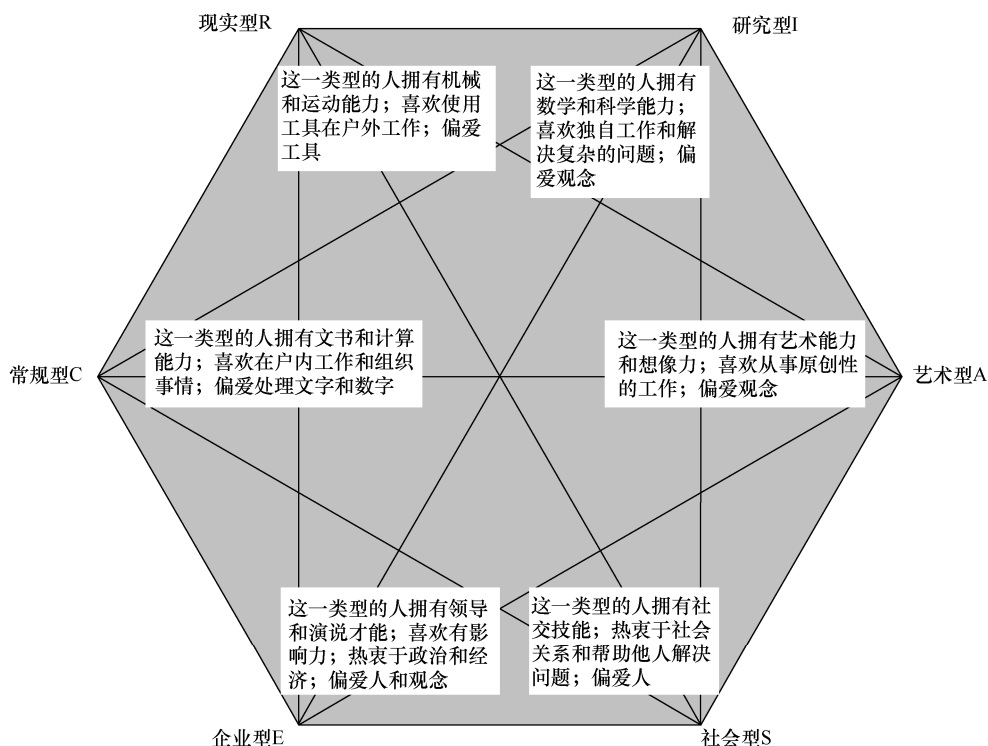 现实型R
研究型I
这一类型的人拥有机械
和运动能力；喜欢使用
工具在户外工作；偏爱
工具
这一类型的人拥有
数学和科学能力；
喜欢独自工作和解
决复杂的问题；偏
爱观念
常规型C
这一类型的人拥有文书和计算
能力；喜欢在户内工作和组织
事情；偏爱处理文字和数字
这一类型的人拥有艺术能力
和想像力；喜欢从事原创性
的工作；偏爱观念
艺术型A
这一类型的人拥有领导
和演说才能；喜欢有影
响力；热衷于政治和经
济；偏爱人和观念
这一类型的人拥有社
交技能；热衷于社会
关系和帮助他人解决
问题；偏爱人
企业型E
社会型S